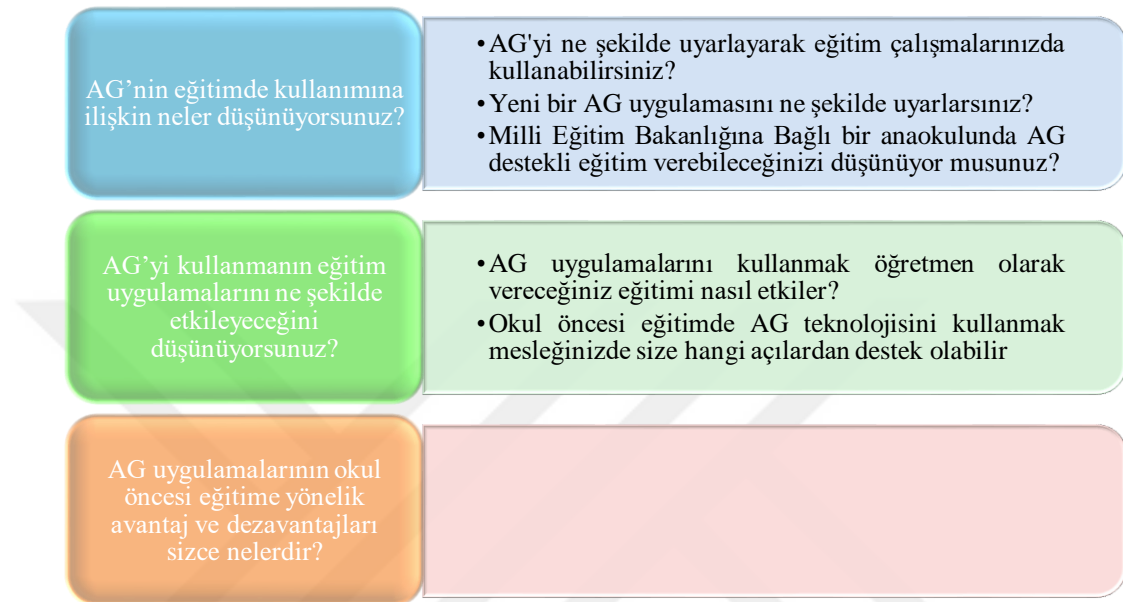 AG’nin eğitimde kullanımına
ilişkin neler düşünüyorsunuz?
•AG'yi ne şekilde uyarlayarak eğitim çalışmalarınızda
kullanabilirsiniz?
•Yeni bir AG uygulamasını ne şekilde uyarlarsınız?
•Milli Eğitim Bakanlığına Bağlı bir anaokulunda AG
destekli eğitim verebileceğinizi düşünüyor musunuz?
AG’yi kullanmanın eğitim
uygulamalarını ne şekilde
etkileyeceğini
düşünüyorsunuz?
•AG uygulamalarını kullanmak öğretmen olarak
vereceğiniz eğitimi nasıl etkiler?
•Okul öncesi eğitimde AG teknolojisini kullanmak
mesleğinizde size hangi açılardan destek olabilir
AG uygulamalarının okul
öncesi eğitime yönelik
avantaj ve dezavantajları
sizce nelerdir?